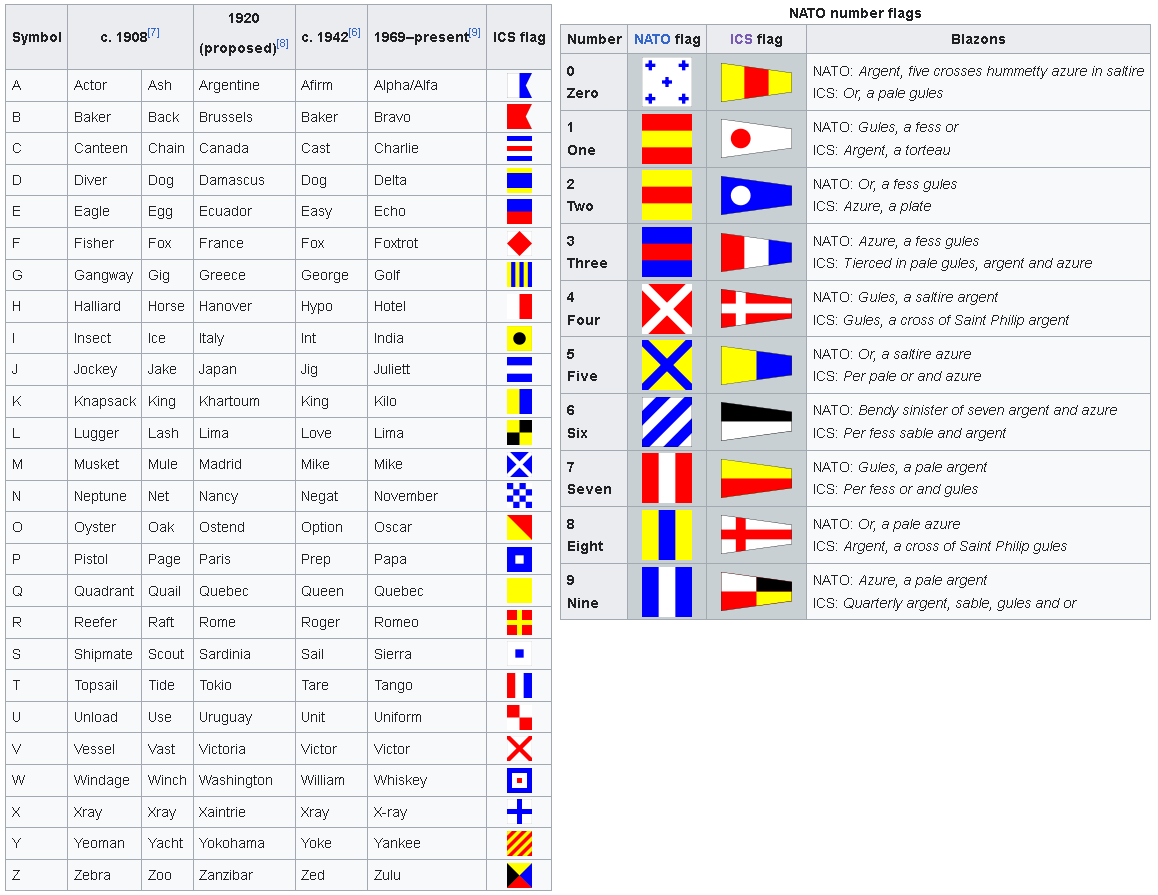 Symbol c. 1908[7] 1920 (proposed)[8] c. 1942[6] 1969–present[9] ICS flag
A Actor Ash Argentine Afirm Alpha/Alfa
B Baker Back Brussels Baker Bravo
C Canteen Chain Canada Cast Charlie
D Diver Dog Damascus Dog Delta
E Eagle Egg Ecuador Easy Echo
F Fisher Fox France Fox Foxtrot
G Gangway Gig Greece George Golf
H Halliard Horse Hanover Hypo Hotel
I Insect Ice Italy Int India
J Jockey Jake Japan Jig Juliett
K Knapsack King Khartoum King Kilo
L Lugger Lash Lima Love Lima
M Musket Mule Madrid Mike Mike
N Neptune Net Nancy Negat November
O Oyster Oak Ostend Option Oscar
P Pistol Page Paris Prep Papa
Q Quadrant Quail Quebec Queen Quebec
R Reefer Raft Rome Roger Romeo
S Shipmate Scout Sardinia Sail Sierra
T Topsail Tide Tokio Tare Tango
U Unload Use Uruguay Unit Uniform
V Vessel Vast Victoria Victor Victor
W Windage Winch Washington William Whiskey
X Xray Xray Xaintrie Xray X-ray
Y Yeoman Yacht Yokohama Yoke Yankee
Z Zebra Zoo Zanzibar Zed Zulu
NATO number flags
Number NATO flag ICS flag Blazons
0 NATO: Argent, five crosses hummetty azure in saltire
Zero ICS: Or, a pale gules
1 NATO: Gules, a fess or
One ICS: Argent, a torteau
2 NATO: Or, a fess gules
Two ICS: Azure, a plate
3 NATO: Azure, a fess gules
Three ICS: Tierced in pale gules, argent and azure
4 NATO: Gules, a saltire argent
Four ICS: Gules, a cross of Saint Philip argent
5 NATO: Or, a saltire azure
Five ICS: Per pale or and azure
6 NATO: Bendy sinister of seven argent and azure
Six ICS: Per fess sable and argent
7 NATO: Gules, a pale argent
Seven ICS: Per fess or and gules
8 NATO: Or, a pale azure
Eight ICS: Argent, a cross of Saint Philip gules
9 NATO: Azure, a pale argent
Nine ICS: Quarterly argent, sable, gules and or